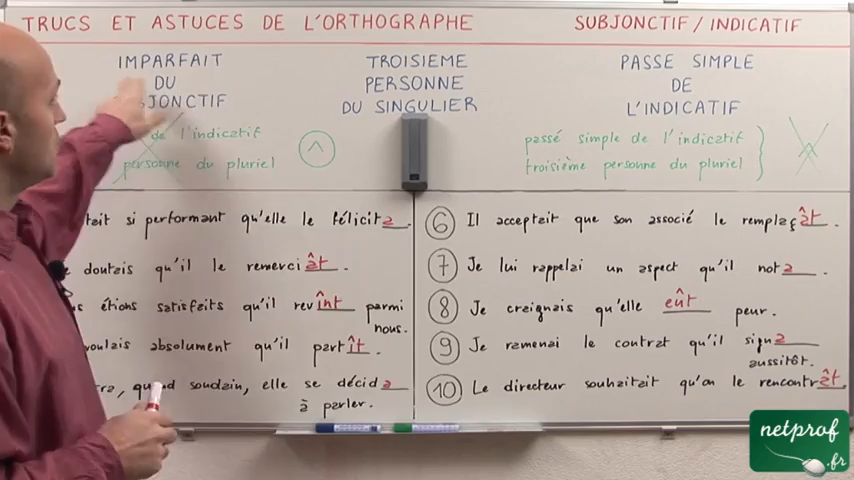 TRUCS ET ASTUCES DE L'ORTHOGRAPHE
SUBJONCTIF / INDICATIF
IMPARFAIT
DU
TROISIEME
PERSONNE
DU SINGULIER
PASSE SIMPLE
DE
L'INDICATIF
de l'indicatif
personne du pluriel
^
passé simple de l'indicatif
troisième personne du pluriel
si performant qu'elle le félicita.
doutais qu'il le remerciât.
étions satisfaits qu'il revînt parmi
nous.
absolument qu'il partît.
quand soudain, elle se décida
à parler.
6 Il acceptait que son associé le remplaçât.
7 Je lui rappelai un aspect qu'il nota.
8 Je craignais qu'elle eût peur.
9 Je ramenai le contrat qu'il signa
aussitôt.
10 Le directeur souhaitait qu'on le rencontrât.
netprof
.fr